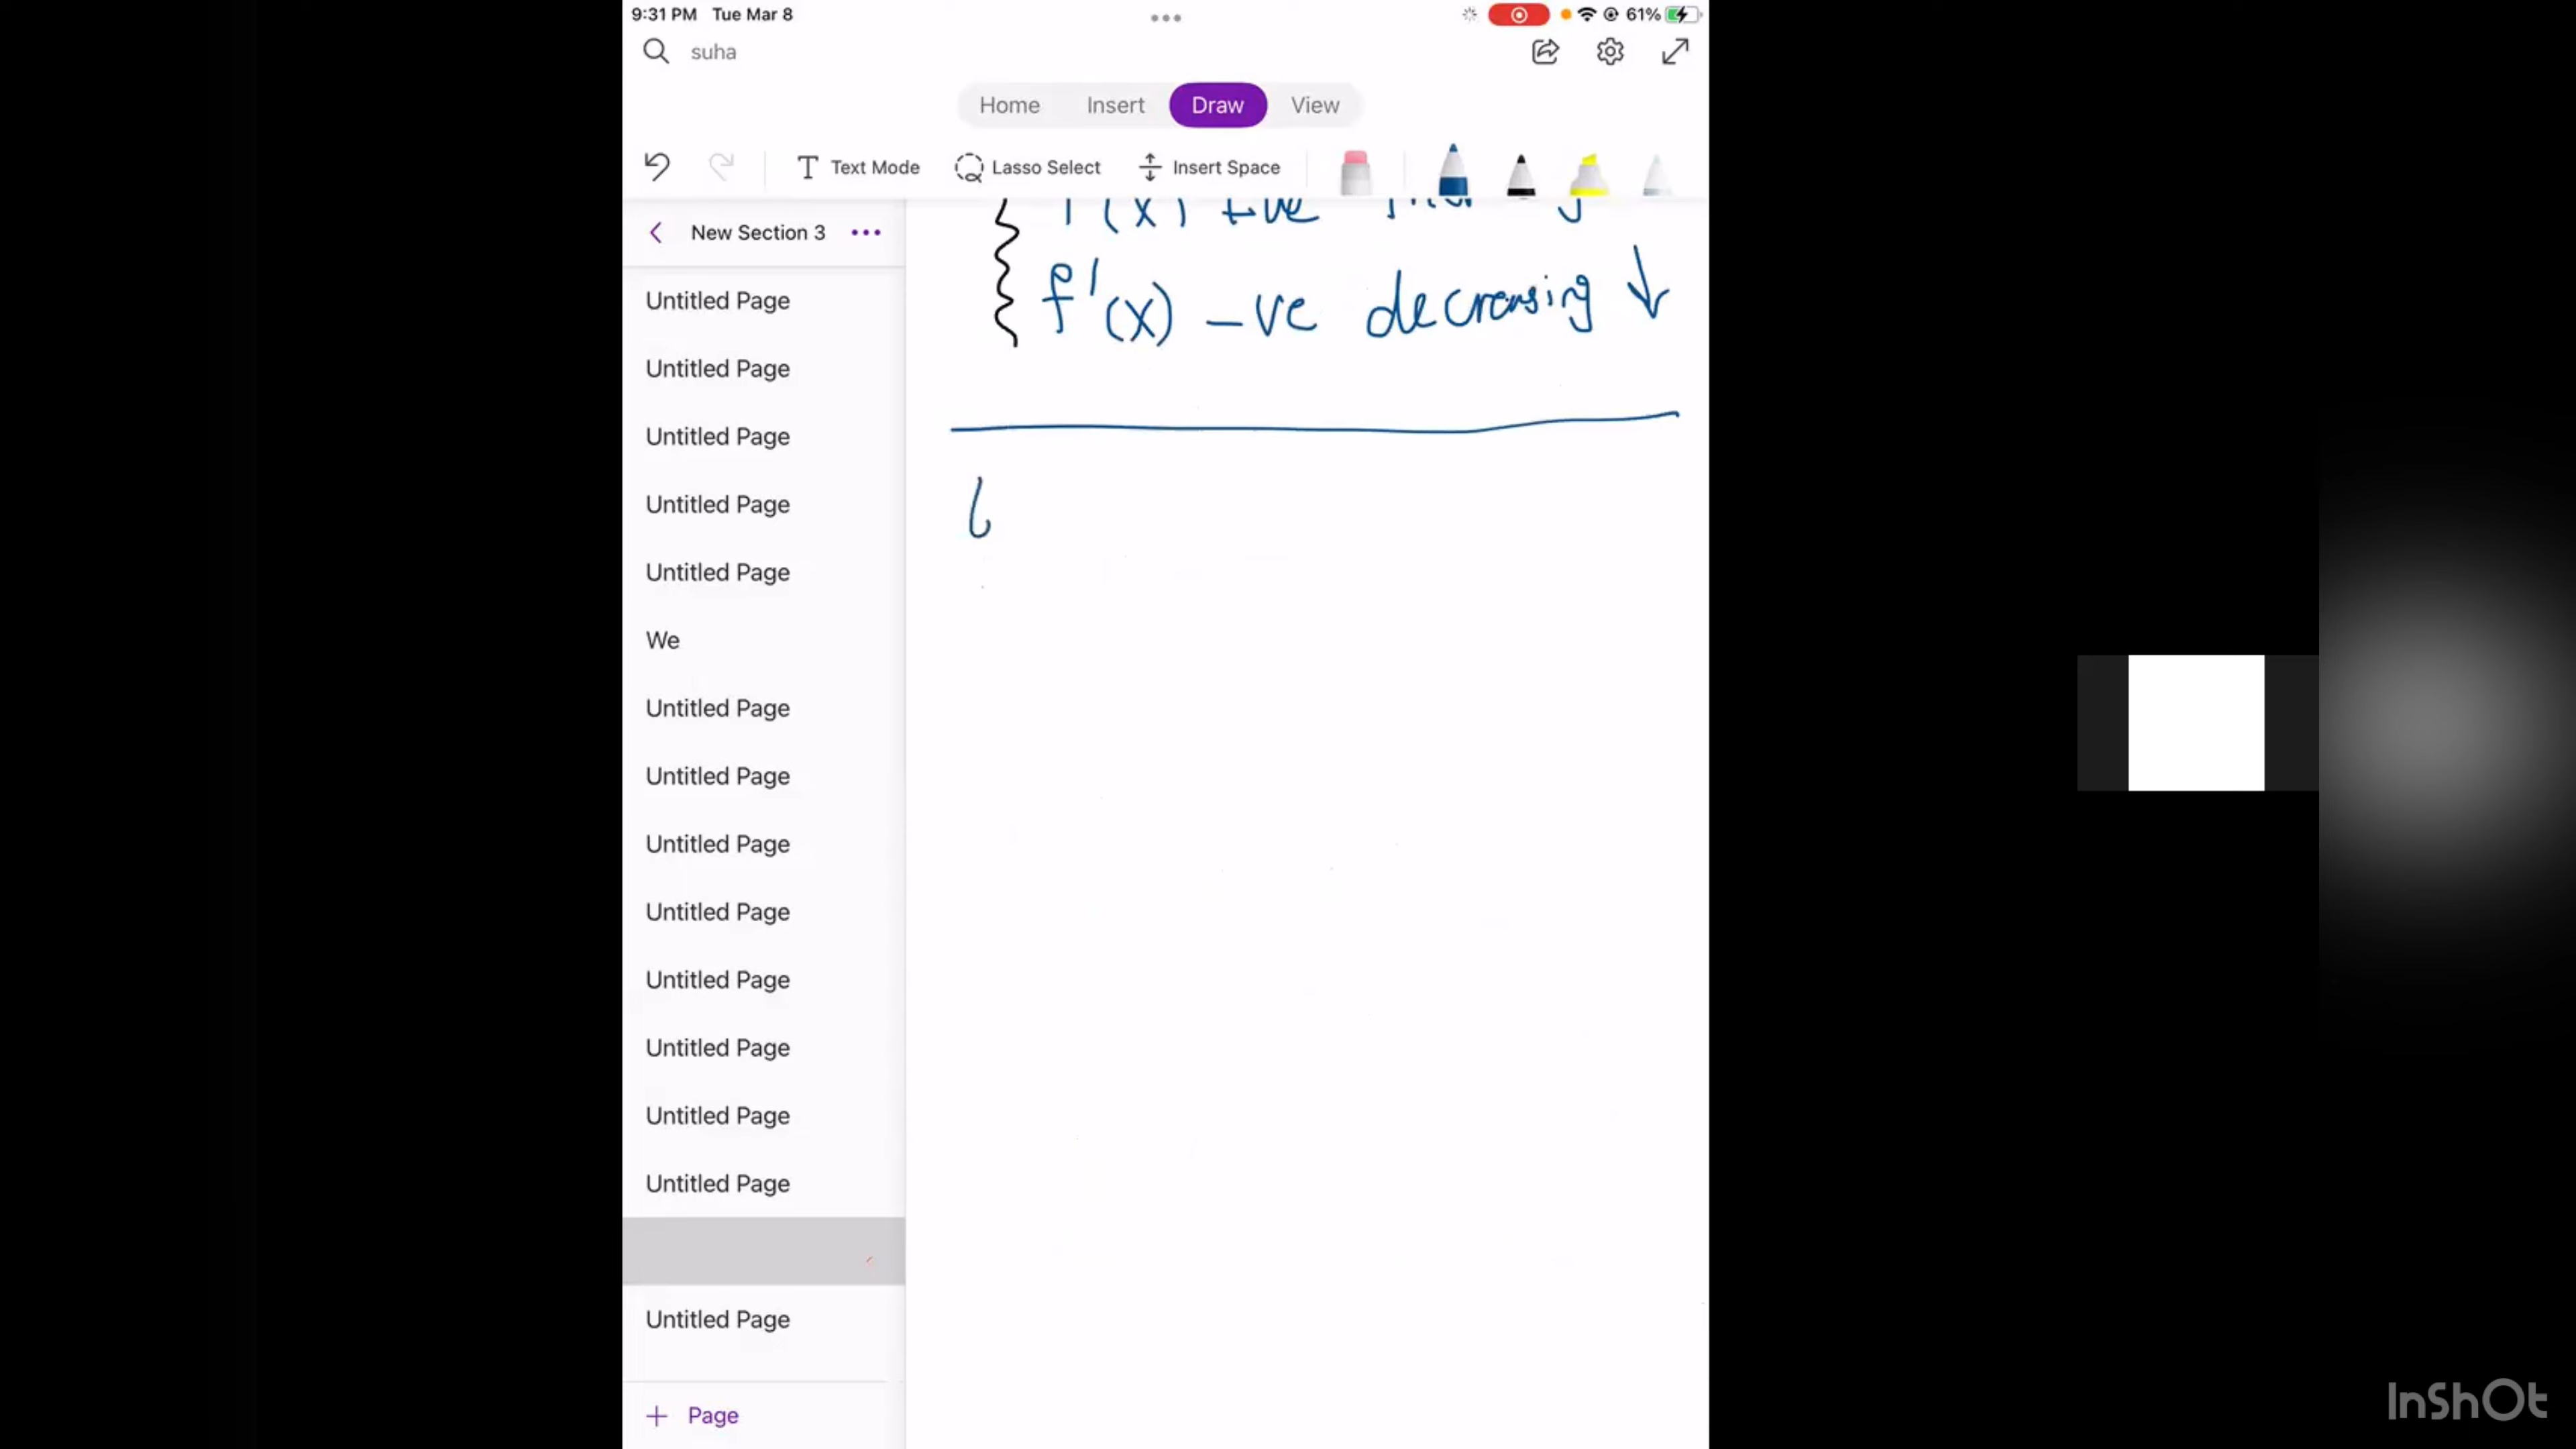 9:31 PM Tue Mar 8
61%
suha
Home Insert Draw View
Text Mode Lasso Select Insert Space
New Section 3
f'(x) +ve
f'(x) -ve decreasing ↓
Untitled Page
Untitled Page
Untitled Page
Untitled Page
Untitled Page
We
Untitled Page
Untitled Page
Untitled Page
Untitled Page
Untitled Page
Untitled Page
Untitled Page
Untitled Page
Untitled Page
+ Page
InShOt